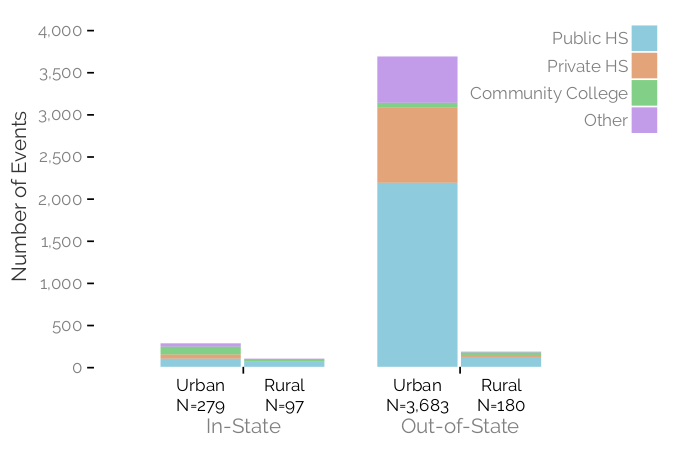 Number of Events
4,000
3,500
3,000
2,500
2,000
1,500
1,000
500
0
Public HS
Private HS
Community College
Other
Urban Rural Urban Rural
N=279 N=97 N=3,683 N=180
In-State Out-of-State